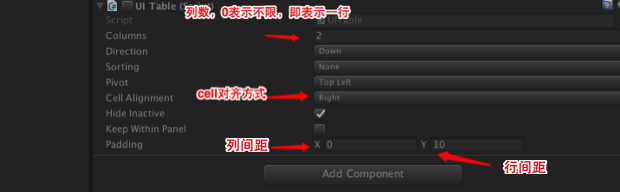 UI Table (Script)
列数，0表示不限，即表示一行
Script
UITable
Columns
2
Direction
Down
Sorting
None
Pivot
Top Left
cell对齐方式
Cell Alignment
Right
Hide Inactive
Keep Within Panel
列间距
Padding
X 0
Y 10
行间距
Add Component